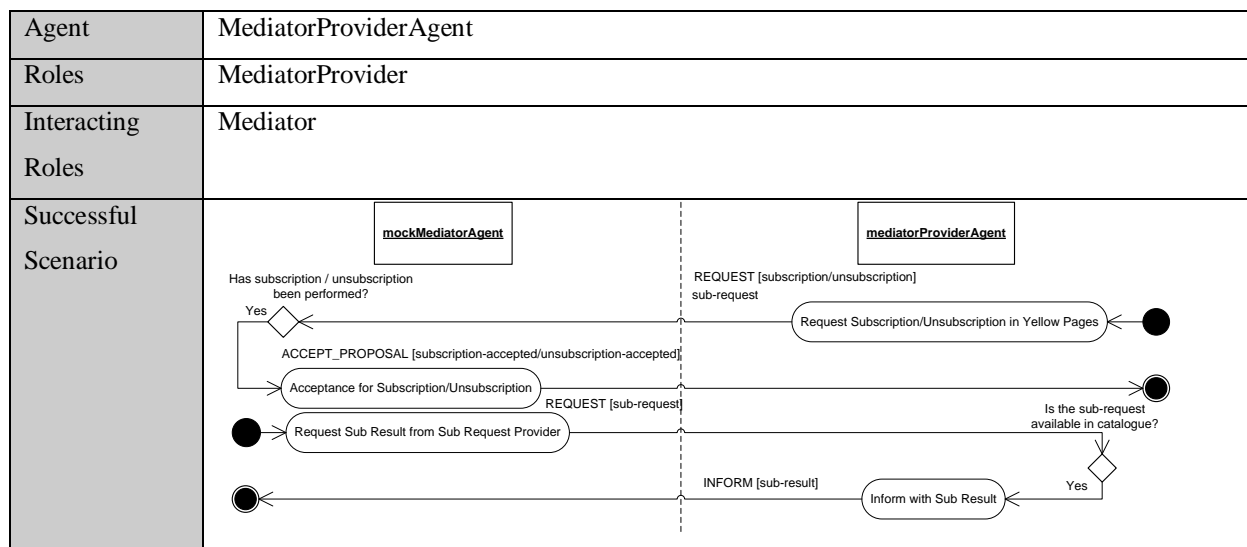 Agent
MediatorProviderAgent
Roles
MediatorProvider
Interacting
Roles
Mediator
Successful
Scenario
mockMediatorAgent
mediatorProviderAgent
Has subscription / unsubscription
been performed?
Yes
REQUEST [subscription/unsubscription]
sub-request
Request Subscription/Unsubscription in Yellow Pages
ACCEPT_PROPOSAL [subscription-accepted/unsubscription-accepted]
Acceptance for Subscription/Unsubscription
REQUEST [sub-request]
Request Sub Result from Sub Request Provider
Is the sub-request
available in catalogue?
Yes
INFORM [sub-result]
Inform with Sub Result